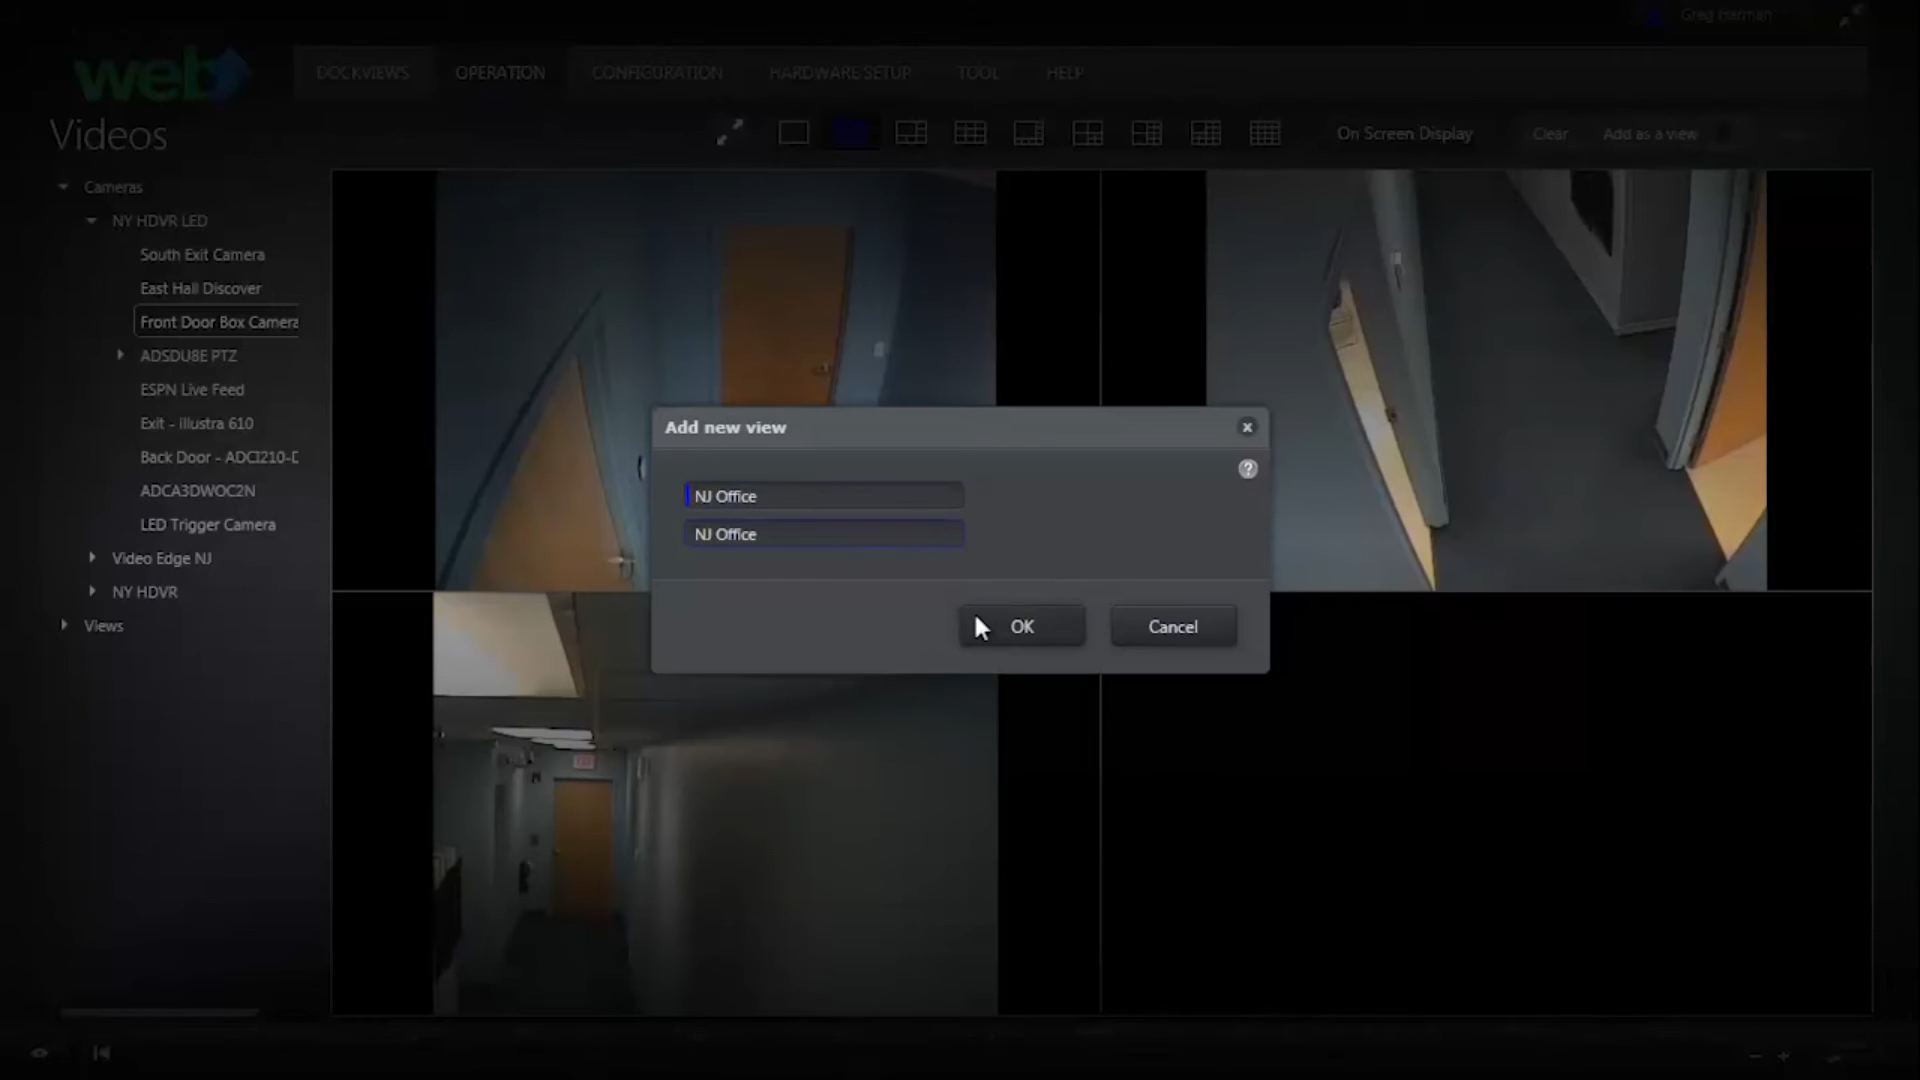 Greg Herman
web
DOCKVIEWS
OPERATION
CONFIGURATION
HARDWARE SETUP
TOOL
HELP
Videos
On Screen Display
Clear
Add as a view
Cameras
NY HDVR LED
South Exit Camera
East Hall Discover
Front Door Box Camera
ADSDU8E PTZ
ESPN Live Feed
Exit - Illustra 610
Back Door - ADCI210-D
ADCA3DWOC2N
LED Trigger Camera
Video Edge NJ
NY HDVR
Views
Add new view
NJ Office
NJ Office
OK
Cancel